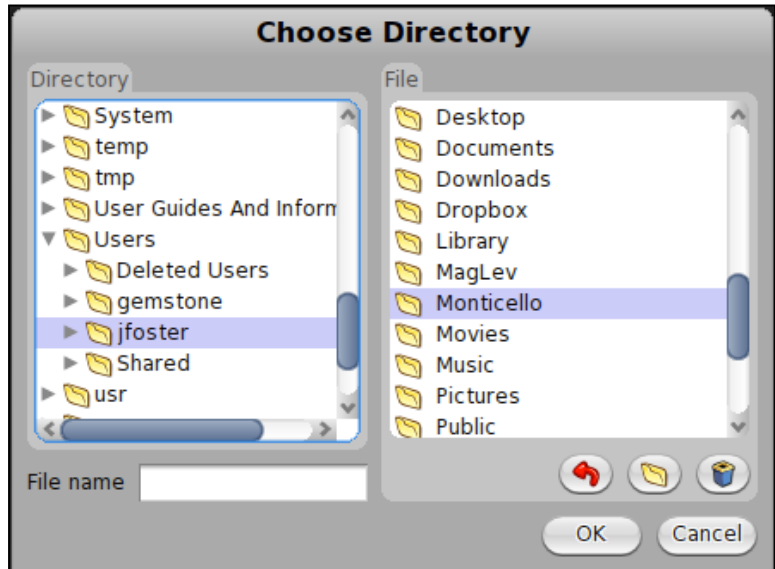 Choose Directory
Directory
System
temp
tmp
User Guides And Inform
Users
Deleted Users
gemstone
jfoster
Shared
usr
File name
File
Desktop
Documents
Downloads
Dropbox
Library
MagLev
Monticello
Movies
Music
Pictures
Public
OK
Cancel